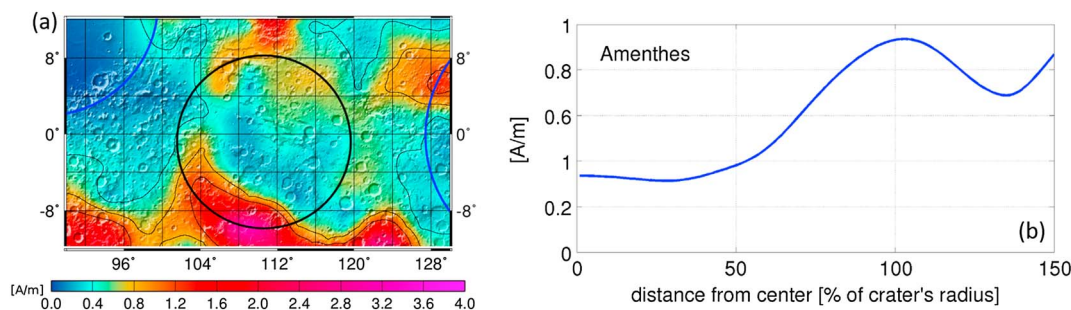 (a)
8° 8°
0° 0°
-8° -8°
96° 104° 112° 120° 128°
[A/m]
0.0 0.4 0.8 1.2 1.6 2.0 2.4 2.8 3.2 3.6 4.0
1
0.8
0.6
1
0.2
0
[A/m]
Amenthes
(b)
0 50 100 150
distance from center [% of crater's radius]